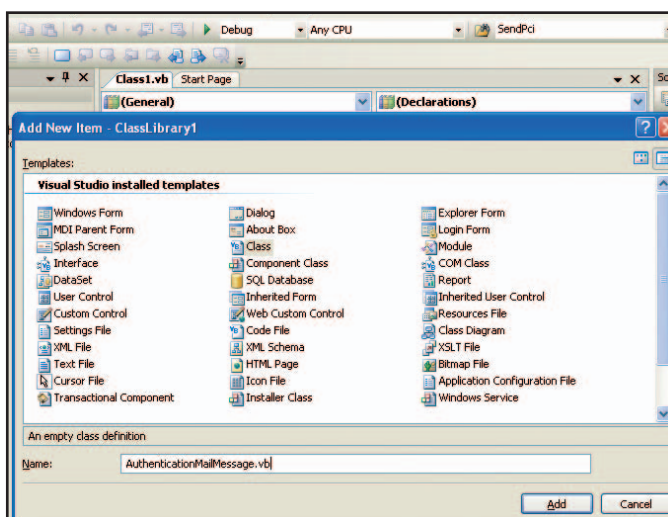 Debug Any CPU SendPci
Class1.vb Start Page
(General) (Declarations)
Add New Item - ClassLibrary1
Templates:
Visual Studio installed templates
Windows Form Dialog Explorer Form
MDI Parent Form About Box Login Form
Splash Screen Class Module
Interface Component Class COM Class
DataSet SQL Database Report
User Control Inherited Form Inherited User Control
Custom Control Web Custom Control Resources File
Settings File Code File Class Diagram
XML File XML Schema XSLT File
Text File HTML Page Bitmap File
Cursor File Icon File Application Configuration File
Transactional Component Installer Class Windows Service
An empty class definition
Name: AuthenticationMailMessage.vb
Add Cancel